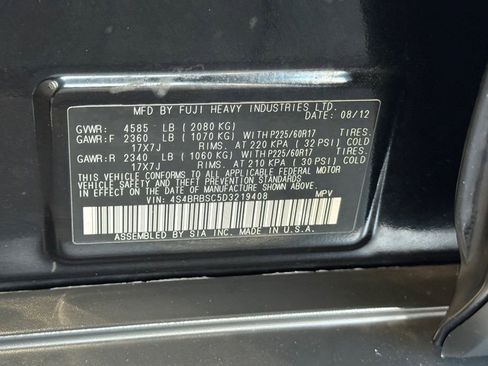 MFD BY FUJI HEAVY INDUSTRIES LTD.
DATE: 08/12
GVWR: 4585 LB ( 2080 KG)
GAWR:F 2360 LB ( 1070 KG) WITH P225/60R17 TIRES.
17X7J RIMS. AT 220 KPA ( 32 PSI) COLD
GAWR:R 2340 LB ( 1060 KG) WITH P225/60R17 TIRES.
17X7J RIMS. AT 210 KPA ( 30 PSI) COLD
THIS VEHICLE CONFORMS TO ALL APPLICABLE FEDERAL MOTOR
VEHICLE SAFETY, BUMPER, AND THEFT PREVENTION
STANDARDS IN EFFECT ON THE DATE OF MANUFACTURE SHOWN ABOVE.
VIN: 4S4BRBSC5D3219408 MPV
ASSEMBLED BY SIA INC. MADE IN U.S.A.